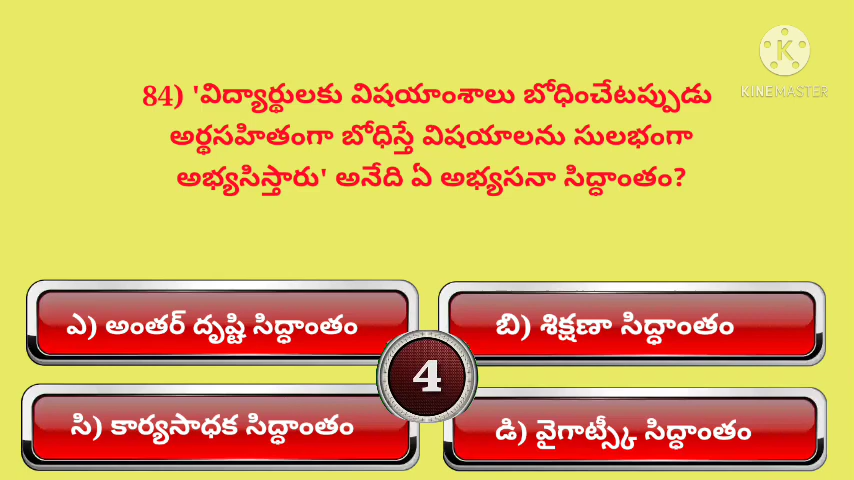 KINEMASTER
84) 'విద్యార్థులకు విషయాంశాలు బోధించేటప్పుడు
అర్థసహితంగా బోధిస్తే విషయాలను సులభంగా
అభ్యసిస్తారు' అనేది ఏ అభ్యసనా సిద్ధాంతం?
ఎ) అంతర్ దృష్టి సిద్ధాంతం
బి) శిక్షణా సిద్ధాంతం
4
సి) కార్యసాధక సిద్ధాంతం
డి) వైగాట్స్కీ సిద్ధాంతం